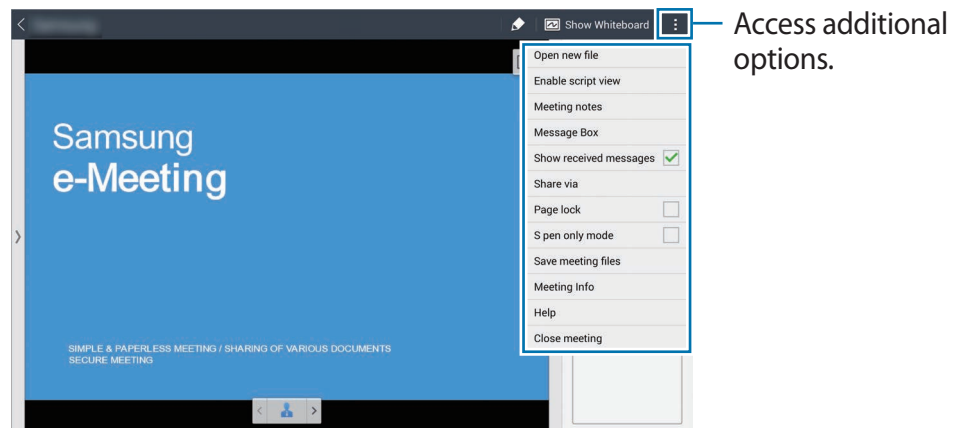 Show Whiteboard
Access additional
options.
Open new file
Enable script view
Meeting notes
Message Box
Show received messages
Share via
Page lock
S pen only mode
Save meeting files
Meeting Info
Help
Close meeting
Samsung
e-Meeting
SIMPLE & PAPERLESS MEETING / SHARING OF VARIOUS DOCUMENTS
SECURE MEETING